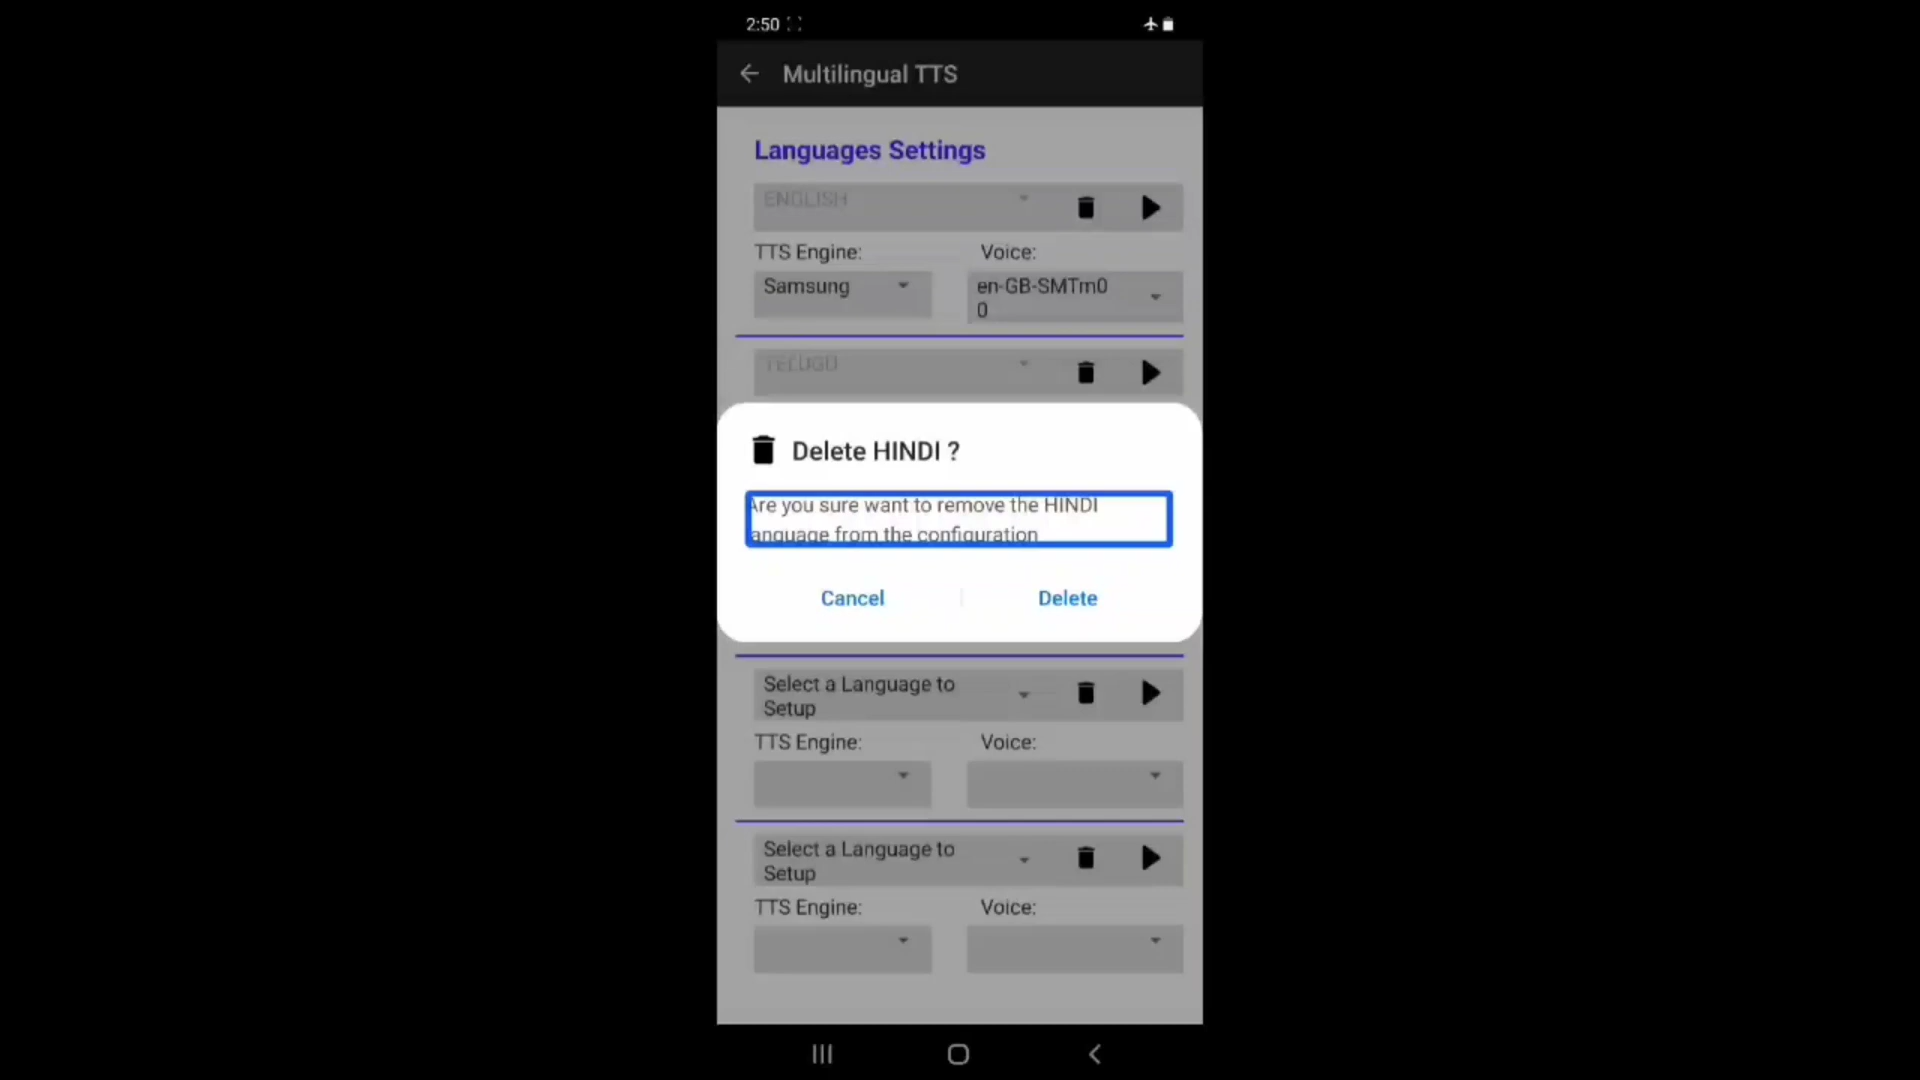 2:50
Multilingual TTS
Languages Settings
ENGLISH
TTS Engine: Voice:
Samsung
en-GB-SMTm0
0
TELUGU
Delete HINDI ?
Are you sure want to remove the HINDI
language from the configuration
Cancel Delete
Select a Language to
Setup
TTS Engine: Voice:
Select a Language to
Setup
TTS Engine: Voice: